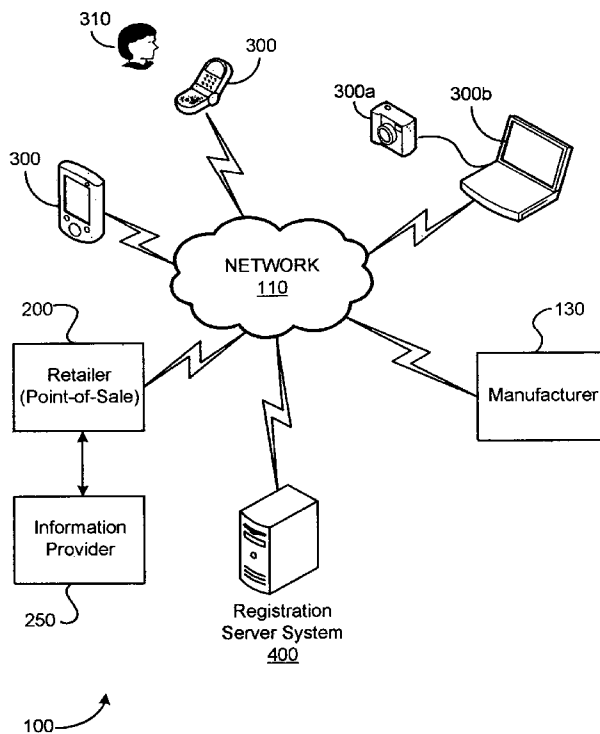 310
300
300a
300b
300
NETWORK
110
200
130
Retailer
(Point-of-Sale)
Manufacturer
Information
Provider
250
Registration
Server System
400
100